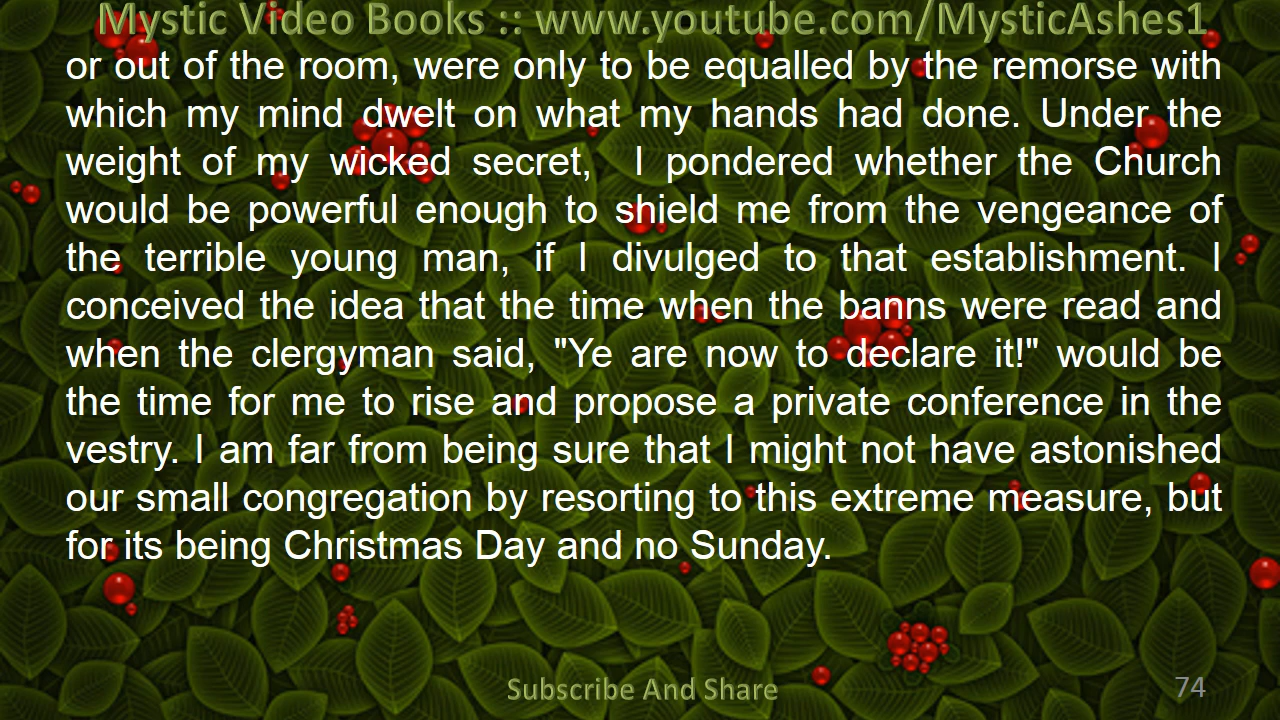 Mystic Video Books :: www.youtube.com/MysticAshes1
or out of the room, were only to be equalled by the remorse with
which my mind dwelt on what my hands had done. Under the
weight of my wicked secret, I pondered whether the Church
would be powerful enough to shield me from the vengeance of
the terrible young man, if I divulged to that establishment. I
conceived the idea that the time when the banns were read and
when the clergyman said, "Ye are now to declare it!" would be
the time for me to rise and propose a private conference in the
vestry. I am far from being sure that I might not have astonished
our small congregation by resorting to this extreme measure, but
for its being Christmas Day and no Sunday.
Subscribe And Share
74